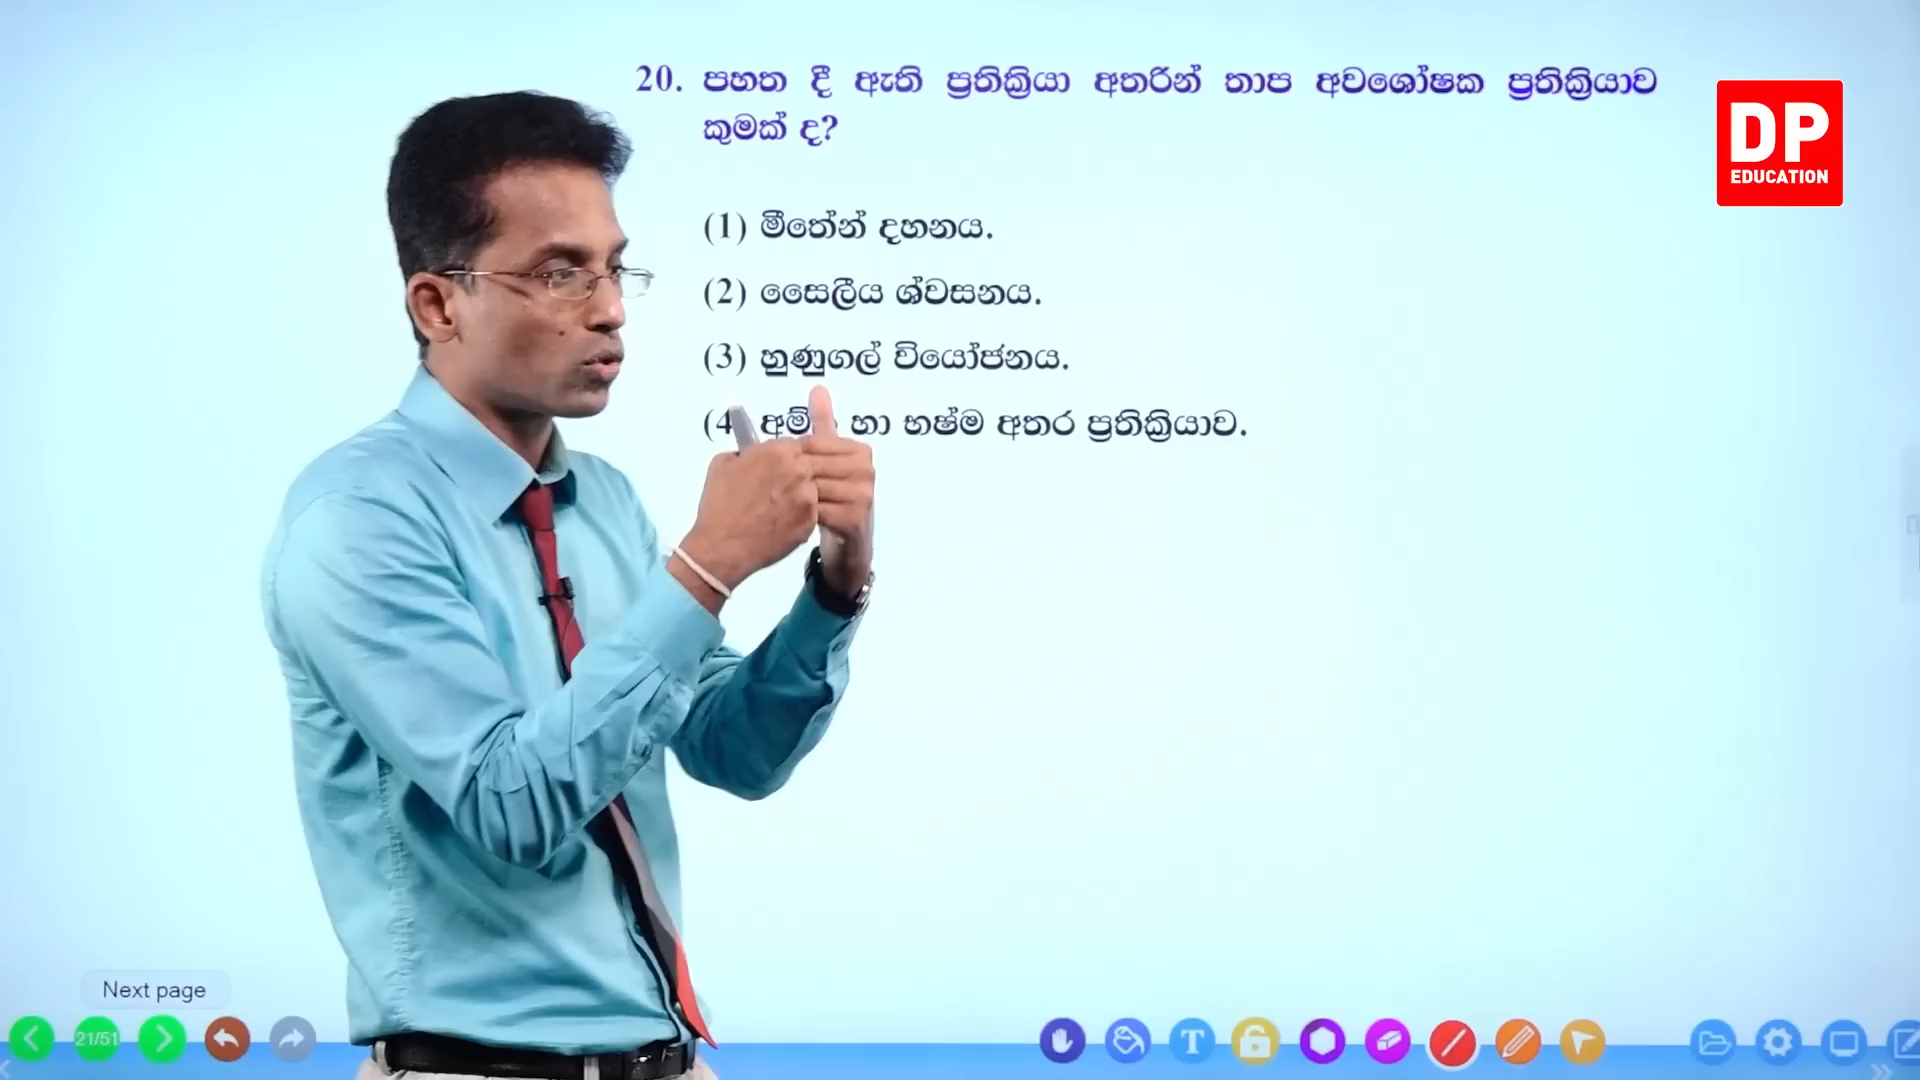 20. පහත දී ඇති ප්‍රතික්‍රියා අතරින් තාප අවශෝෂක ප්‍රතික්‍රියාව
කුමක් ද?
DP
EDUCATION
(1) මීතේන් දහනය.
(2) සෛලීය ශ්වසනය.
(3) හුණුගල් වියෝජනය.
(4 හා භෂ්ම අතර ප්‍රතික්‍රියාව.
Next page
21/51
T